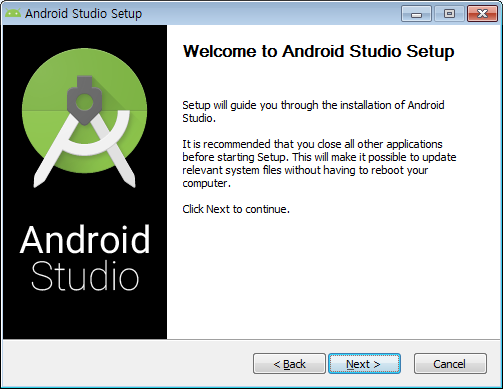 Android Studio Setup
Welcome to Android Studio Setup
Setup will guide you through the installation of Android
Studio.
It is recommended that you close all other applications
before starting Setup. This will make it possible to update
relevant system files without having to reboot your
computer.
Click Next to continue.
Android
Studio
< Back
Next >
Cancel